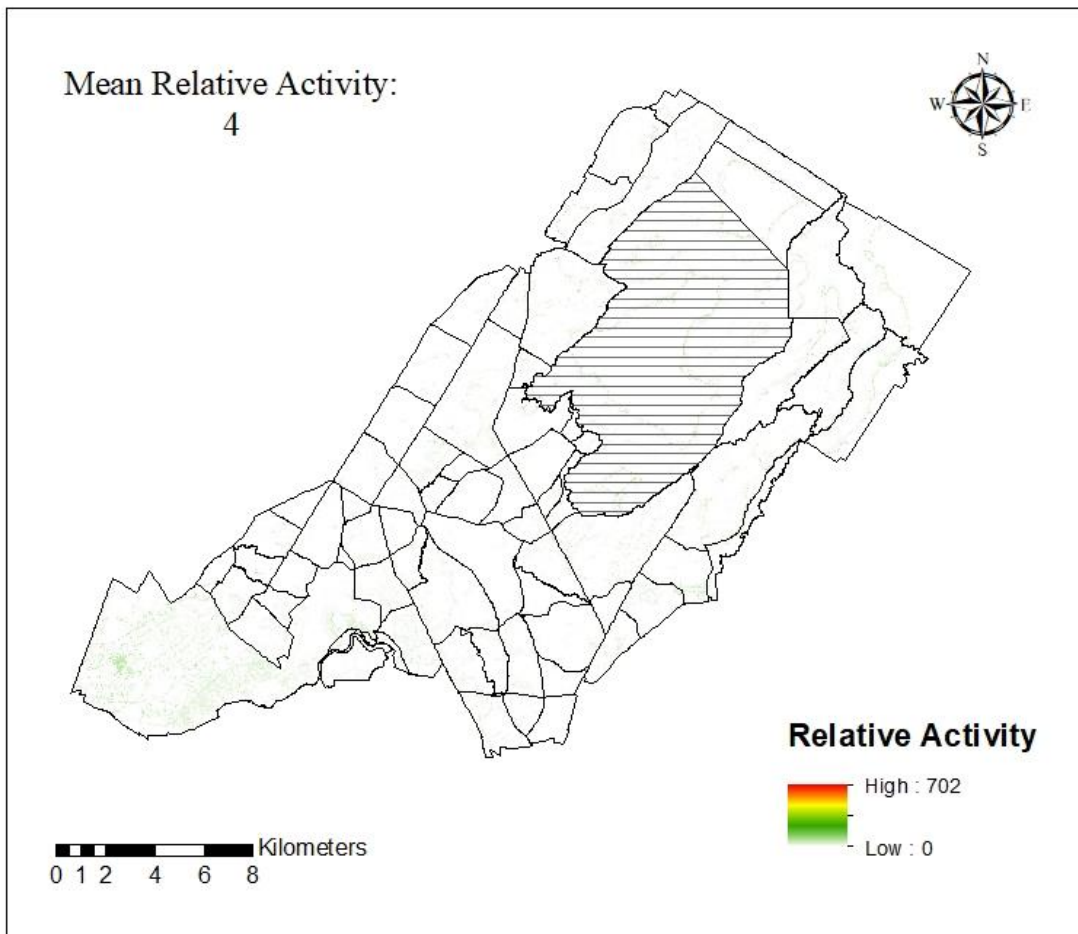 Mean Relative Activity:
4
N
W E
S
Relative Activity
High : 702
Low : 0
Kilometers
0 1 2 4 6 8